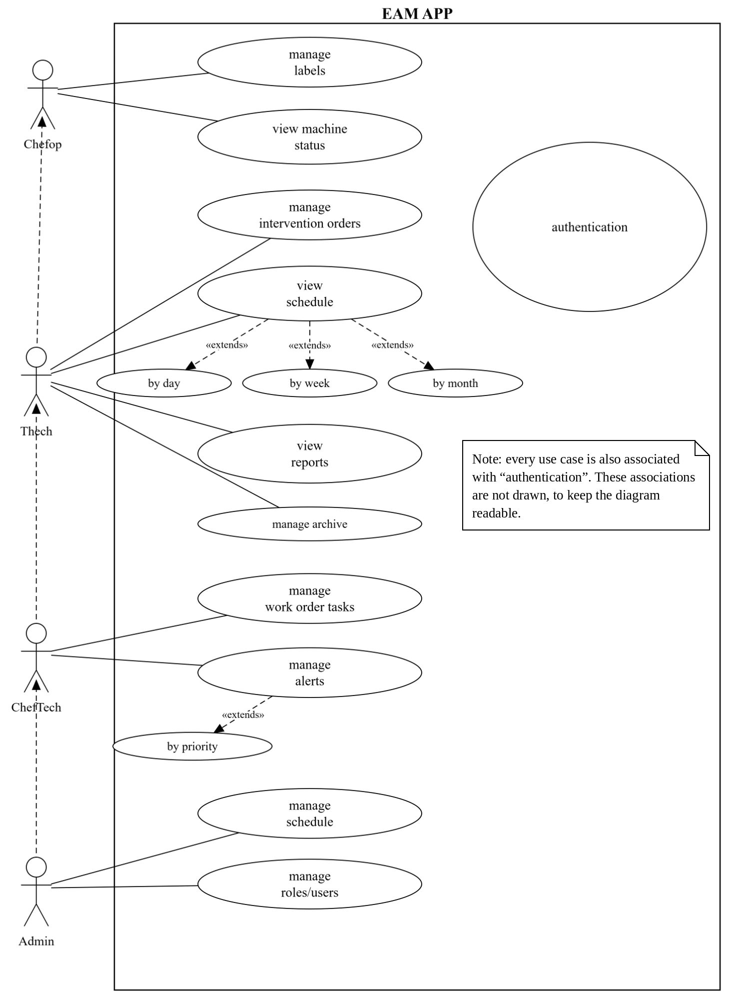 EAM APP
manage
labels
Chefop
view machine
status
manage
intervention orders
authentication
view
schedule
«extends»
«extends»
«extends»
by day
by week
by month
Thech
view
reports
Note: every use case is also associated
with “authentication”. These associations
are not drawn, to keep the diagram
readable.
manage archive
manage
work order tasks
manage
alerts
ChefTech
«extends»
by priority
manage
schedule
manage
roles/users
Admin